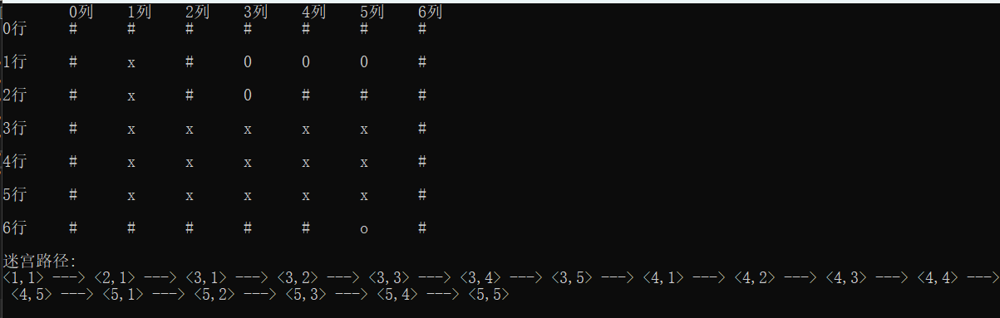 0列 1列 2列 3列 4列 5列 6列
0行 # # # # # # #
1行 # x # 0 0 0 #
2行 # x # 0 # # #
3行 # x x x x x #
4行 # x x x x x #
5行 # x x x x x #
6行 # # # # # o #
迷宫路径:
<1,1> ---> <2,1> ---> <3,1> ---> <3,2> ---> <3,3> ---> <3,4> ---> <3,5> ---> <4,1> ---> <4,2> ---> <4,3> ---> <4,4> --->
<4,5> ---> <5,1> ---> <5,2> ---> <5,3> ---> <5,4> ---> <5,5>